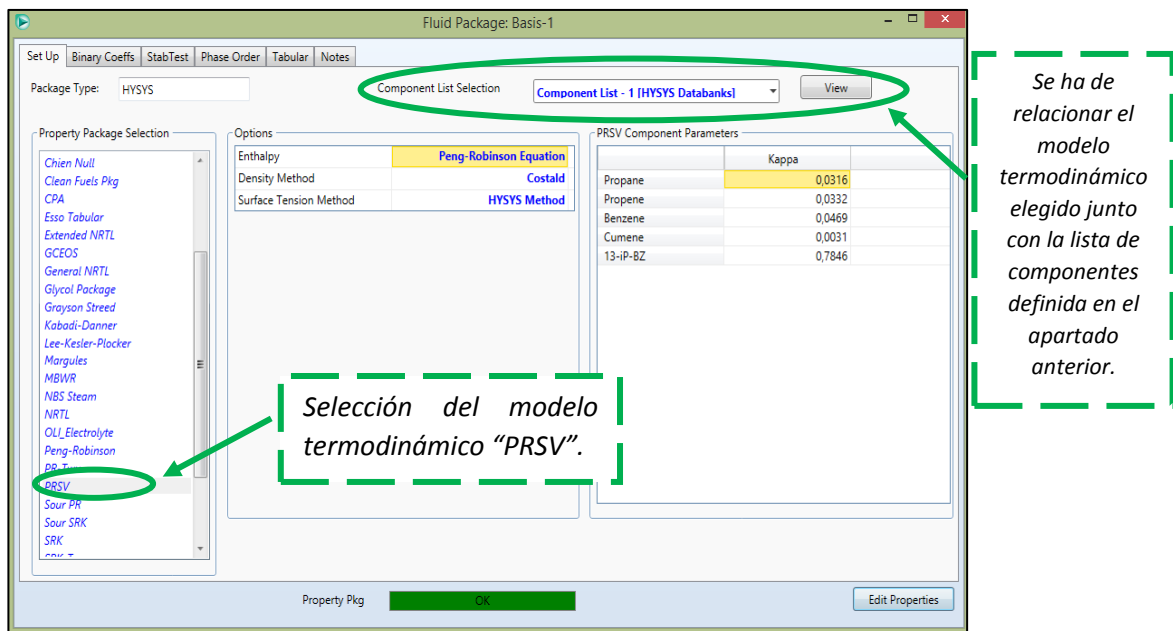 Fluid Package: Basis-1
Set Up Binary Coeffs StabTest Phase Order Tabular Notes
Package Type: HYSYS
Component List Selection Component List - 1 [HYSYS Databanks] View
Property Package Selection
Chien Null
Clean Fuels Pkg
CPA
Esso Tabular
Extended NRTL
GCEOS
General NRTL
Glycol Package
Grayson Streed
Kabadi-Danner
Lee-Kesler-Plocker
Margules
MBWR
NBS Steam
NRTL
OLI_Electrolyte
Peng-Robinson
PRSV
Sour PR
Sour SRK
SRK
Options
Enthalpy Peng-Robinson Equation
Density Method Costald
Surface Tension Method HYSYS Method
PRSV Component Parameters
Kappa
Propane 0,0316
Propene 0,0332
Benzene 0,0469
Cumene 0,0031
13-iP-BZ 0,7846
Selección del modelo
termodinámico “PRSV”.
Se ha de
relacionar el
modelo
termodinámico
elegido junto
con la lista de
componentes
definida en el
apartado
anterior.
Property Pkg OK
Edit Properties